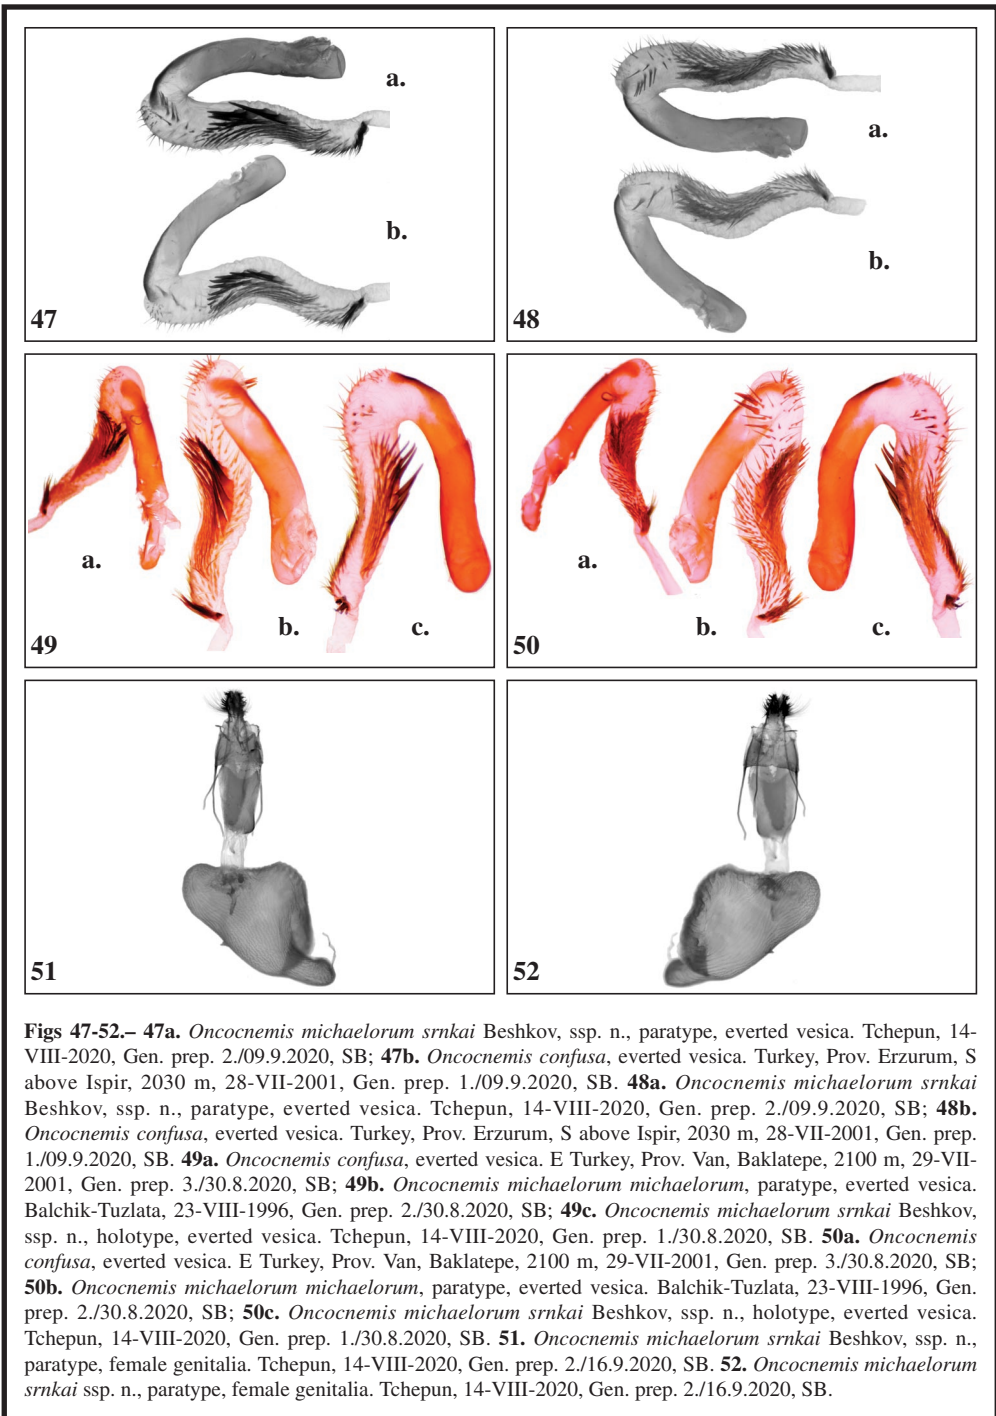 a.
b.
47
a.
b.
48
a.
b.
c.
49
a.
b.
c.
50
51
52
Figs 47-52.– 47a. Oncocnemis michaelorum srnkai Beshkov, ssp. n., paratype, everted vesica. Tchepun, 14-
VIII-2020, Gen. prep. 2./09.9.2020, SB; 47b. Oncocnemis confusa, everted vesica. Turkey, Prov. Erzurum, S
above Ispir, 2030 m, 28-VII-2001, Gen. prep. 1./09.9.2020, SB. 48a. Oncocnemis michaelorum srnkai
Beshkov, ssp. n., paratype, everted vesica. Tchepun, 14-VIII-2020, Gen. prep. 2./09.9.2020, SB; 48b.
Oncocnemis confusa, everted vesica. Turkey, Prov. Erzurum, S above Ispir, 2030 m, 28-VII-2001, Gen. prep.
1./09.9.2020, SB. 49a. Oncocnemis confusa, everted vesica. E Turkey, Prov. Van, Baklatepe, 2100 m, 29-VII-
2001, Gen. prep. 3./30.8.2020, SB; 49b. Oncocnemis michaelorum michaelorum, paratype, everted vesica.
Balchik-Tuzlata, 23-VIII-1996, Gen. prep. 2./30.8.2020, SB; 49c. Oncocnemis michaelorum srnkai Beshkov,
ssp. n., holotype, everted vesica. Tchepun, 14-VIII-2020, Gen. prep. 1./30.8.2020, SB. 50a. Oncocnemis
confusa, everted vesica. E Turkey, Prov. Van, Baklatepe, 2100 m, 29-VII-2001, Gen. prep. 3./30.8.2020, SB;
50b. Oncocnemis michaelorum michaelorum, paratype, everted vesica. Balchik-Tuzlata, 23-VIII-1996, Gen.
prep. 2./30.8.2020, SB; 50c. Oncocnemis michaelorum srnkai Beshkov, ssp. n., holotype, everted vesica.
Tchepun, 14-VIII-2020, Gen. prep. 1./30.8.2020, SB. 51. Oncocnemis michaelorum srnkai Beshkov, ssp. n.,
paratype, female genitalia. Tchepun, 14-VIII-2020, Gen. prep. 2./16.9.2020, SB. 52. Oncocnemis michaelorum
srnkai ssp. n., paratype, female genitalia. Tchepun, 14-VIII-2020, Gen. prep. 2./16.9.2020, SB.